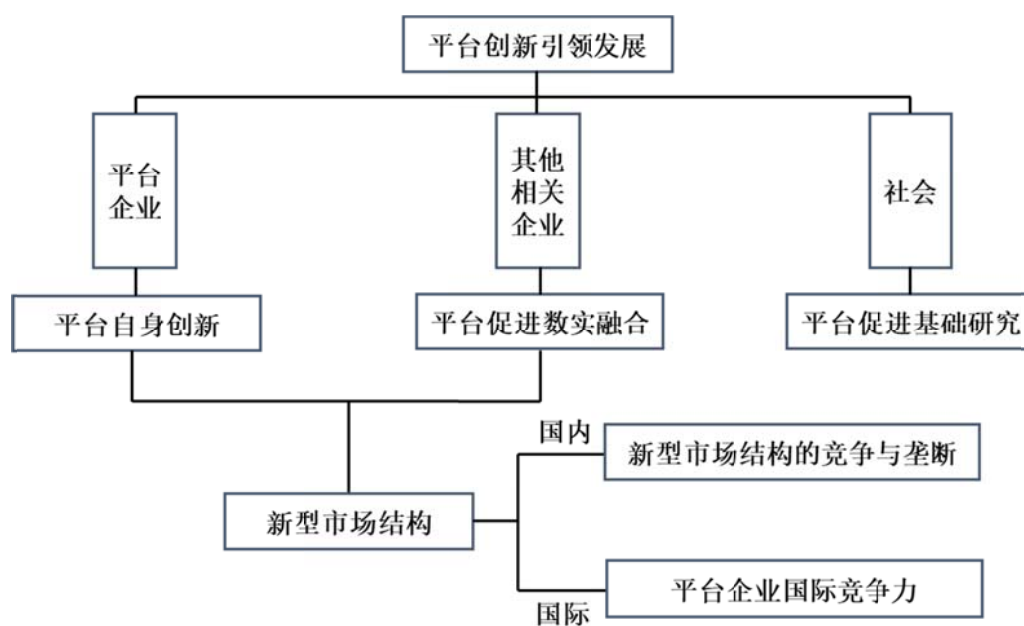 平台创新引领发展
平台
企业
其他
相关
企业
社会
平台自身创新
平台促进数实融合
平台促进基础研究
国内
新型市场结构的竞争与垄断
新型市场结构
平台企业国际竞争力
国际